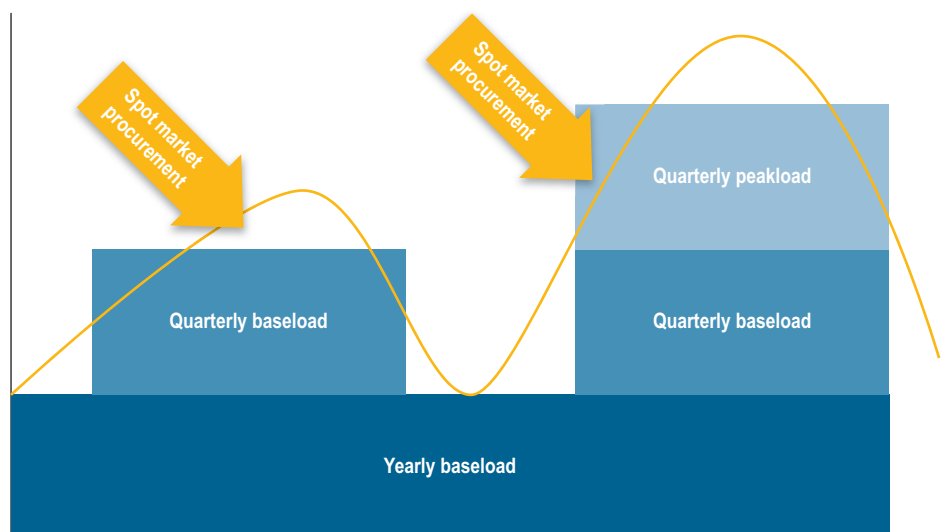 Spot market
procurement
Spot market
procurement
Quarterly peakload
Quarterly baseload
Quarterly baseload
Yearly baseload